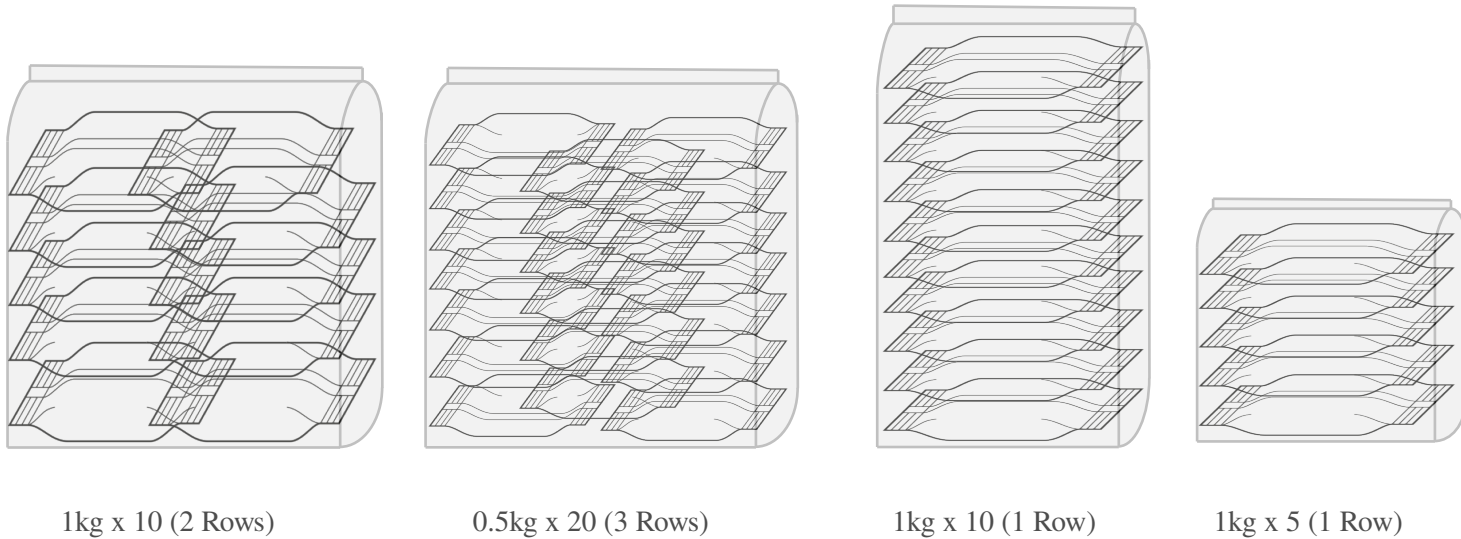 1kg x 10 (2 Rows)
0.5kg x 20 (3 Rows)
1kg x 10 (1 Row)
1kg x 5 (1 Row)